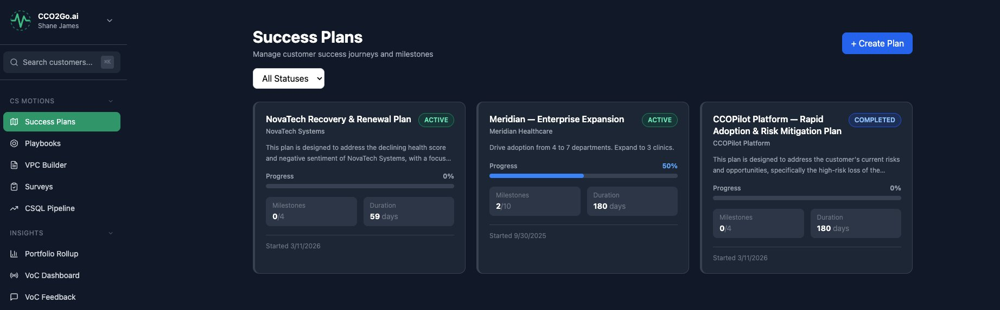 CCO2Go.ai
Shane James
Search customers...
⌘K
CS MOTIONS
Success Plans
Playbooks
VPC Builder
Surveys
CSQL Pipeline
INSIGHTS
Portfolio Rollup
VoC Dashboard
VoC Feedback
Success Plans
Manage customer success journeys and milestones
+ Create Plan
All Statuses
NovaTech Recovery & Renewal Plan
ACTIVE
NovaTech Systems
This plan is designed to address the declining health score
and negative sentiment of NovaTech Systems, with a focus...
Progress
0%
Milestones
0/4
Duration
59 days
Started 3/11/2026
Meridian — Enterprise Expansion
ACTIVE
Meridian Healthcare
Drive adoption from 4 to 7 departments. Expand to 3 clinics.
Progress
50%
Milestones
2/10
Duration
180 days
Started 9/30/2025
CCOPilot Platform — Rapid
Adoption & Risk Mitigation Plan
COMPLETED
CCOPilot Platform
This plan is designed to address the customer's current risks
and opportunities, specifically the high-risk loss of the...
Progress
0%
Milestones
0/4
Duration
180 days
Started 3/11/2026